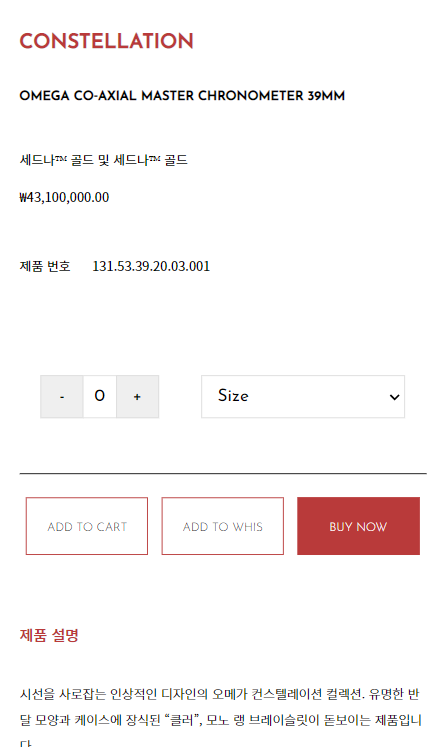 CONSTELLATION
OMEGA CO-AXIAL MASTER CHRONOMETER 39MM
세드나™ 골드 및 세드나™ 골드
₩43,100,000.00
제품 번호 131.53.39.20.03.001
- 0 + Size
ADD TO CART ADD TO WHIS BUY NOW
제품 설명
시선을 사로잡는 인상적인 디자인의 오메가 컨스텔레이션 컬렉션. 유명한 반
달 모양과 케이스에 장식된 “클러”, 모노 랭 브레이슬릿이 돋보이는 제품입니
다